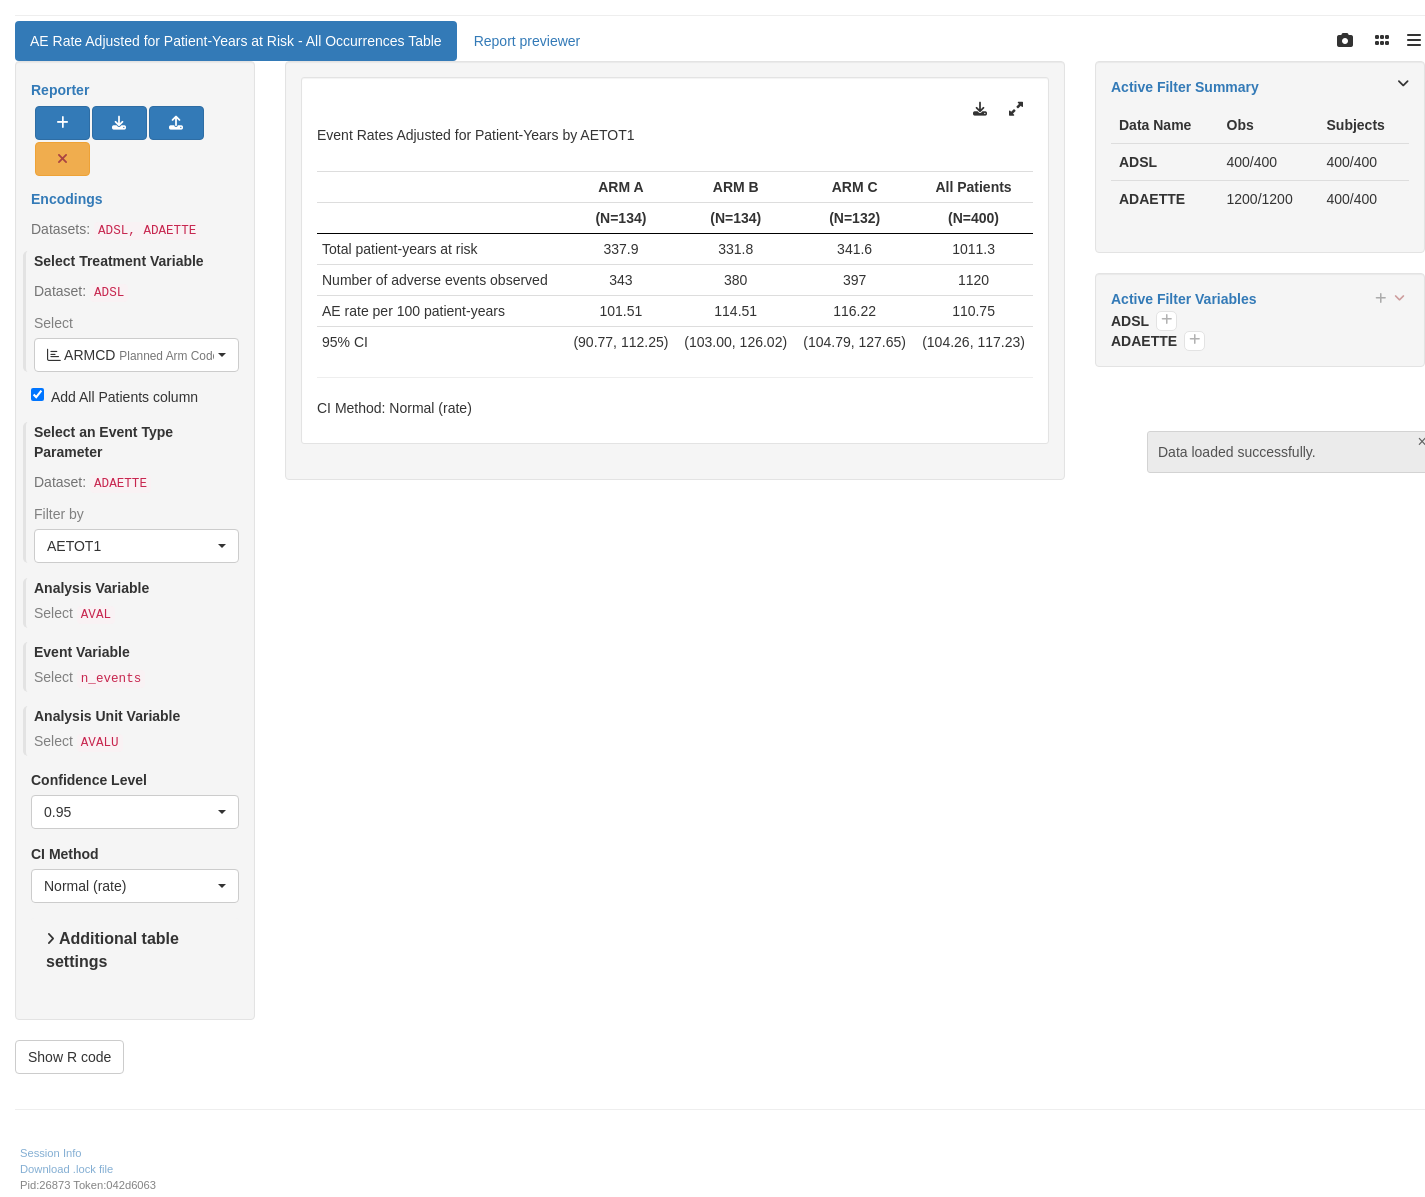 AE Rate Adjusted for Patient-Years at Risk - All Occurrences Table Report previewer
Reporter
Encodings
Datasets: ADSL, ADAETTE
Select Treatment Variable
Dataset: ADSL
Select
ARMCD Planned Arm Code
Add All Patients column
Select an Event Type
Parameter
Dataset: ADAETTE
Filter by
AETOT1
Analysis Variable
Select AVAL
Event Variable
Select n_events
Analysis Unit Variable
Select AVALU
Confidence Level
0.95
CI Method
Normal (rate)
Additional table
settings
Show R code
Event Rates Adjusted for Patient-Years by AETOT1
ARM A ARM B ARM C All Patients
(N=134) (N=134) (N=132) (N=400)
Total patient-years at risk 337.9 331.8 341.6 1011.3
Number of adverse events observed 343 380 397 1120
AE rate per 100 patient-years 101.51 114.51 116.22 110.75
95% CI (90.77, 112.25) (103.00, 126.02) (104.79, 127.65) (104.26, 117.23)
CI Method: Normal (rate)
Active Filter Summary
Data Name Obs Subjects
ADSL 400/400 400/400
ADAETTE 1200/1200 400/400
Active Filter Variables
ADSL
ADAETTE
Data loaded successfully.
Session Info
Download .lock file
Pid:26873 Token:042d6063